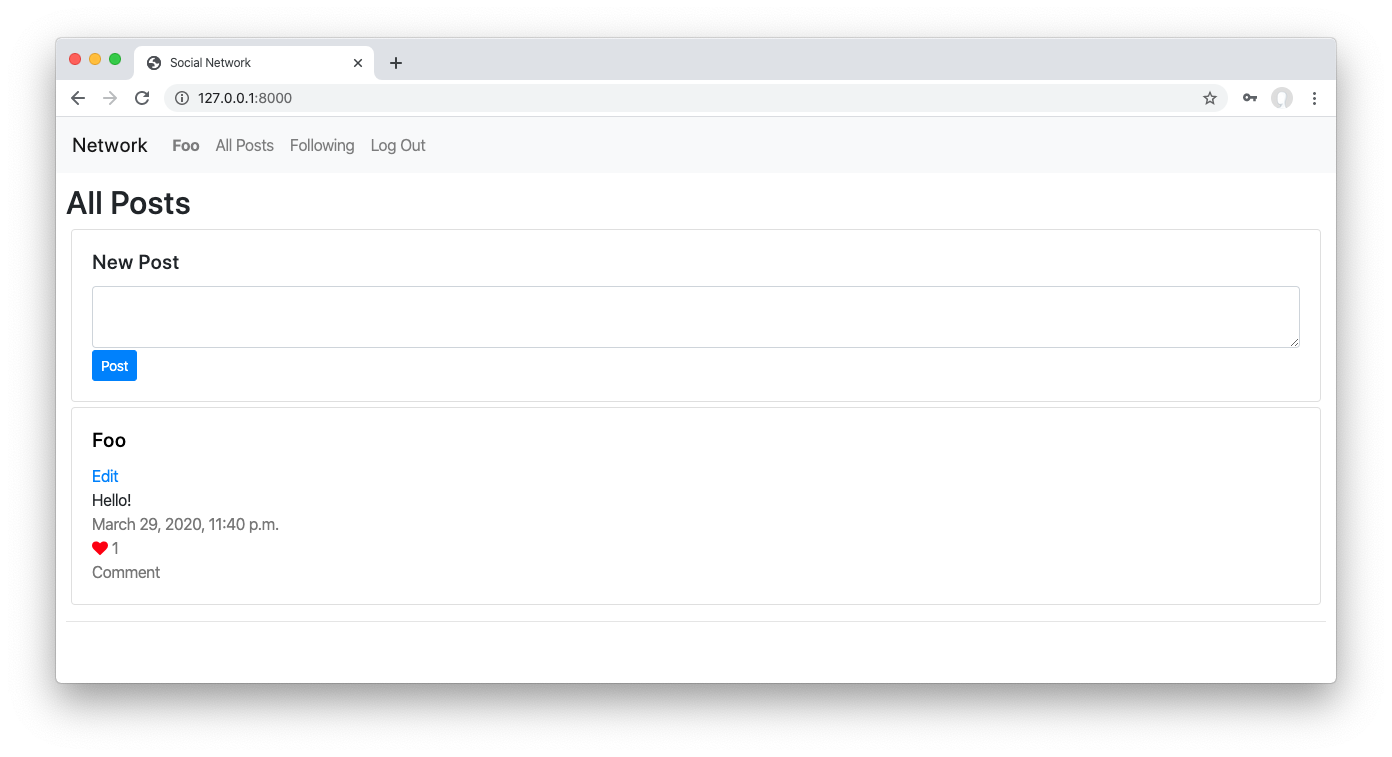 Social Network
127.0.0.1:8000
Network Foo All Posts Following Log Out
All Posts
New Post
Post
Foo
Edit
Hello!
March 29, 2020, 11:40 p.m.
1
Comment